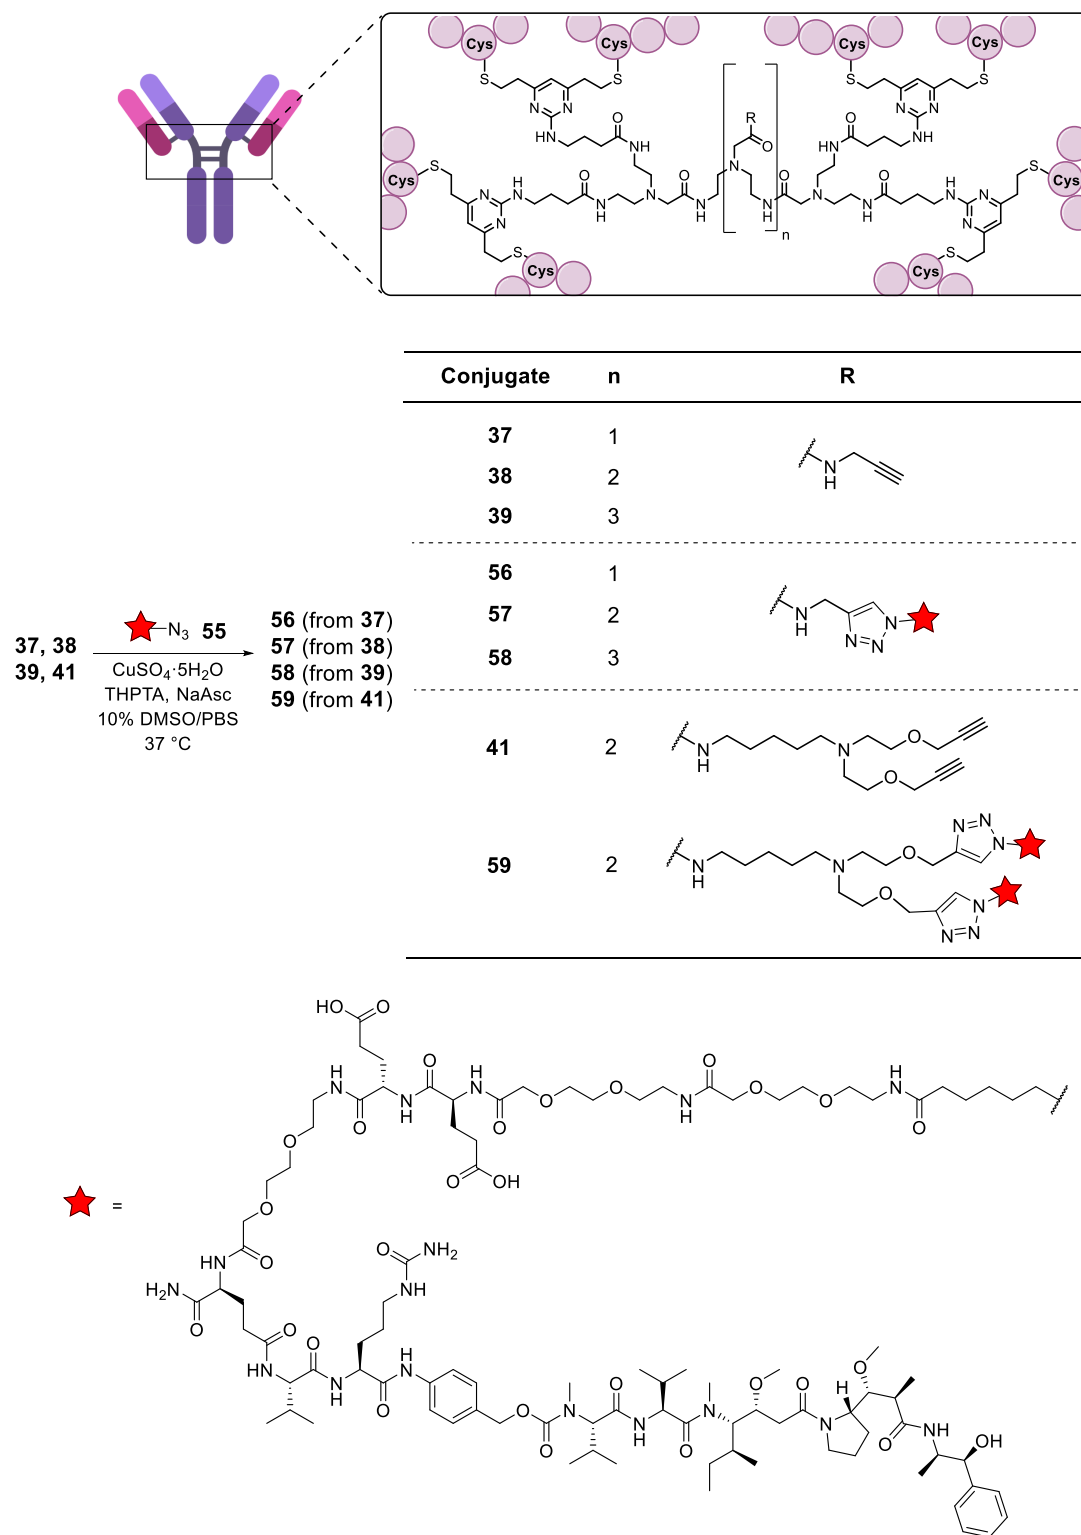 Cys Cys Cys Cys
S S S S
N N N N
NH O R O NH
NH O NH
Cys S N N NH O N H N O N H N O N H N O N H NH N N S Cys
n
S Cys Cys S
Conjugate n R
37 1
38 2
39 3
N H
56 1
57 2
58 3
N H N N=N
37, 38
39, 41
N3 55
CuSO4·5H2O
THPTA, NaAsc
10% DMSO/PBS
37 °C
56 (from 37)
57 (from 38)
58 (from 39)
59 (from 41)
41 2
N H N O O
59 2
N H N O N=N N O N N=N
HO O
H N O O H N O O O H N
O N H O O O N H O O O
O O OH
O
O
=
HN O O NH2
H2N O O N H NH
O O H N O O O O H
N H N H O O N O N H N O N O N H O OH